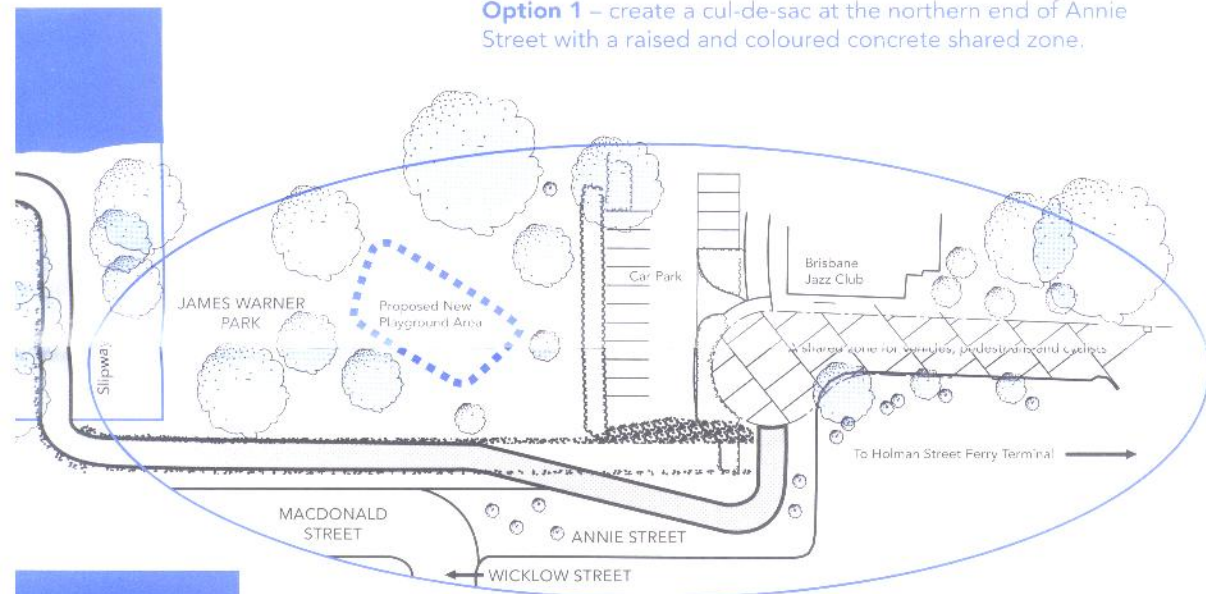 Option 1 – create a cul-de-sac at the northern end of Annie
Street with a raised and coloured concrete shared zone.
Brisbane
Jazz Club
Car Park
JAMES WARNER
PARK
Proposed New
Playground Area
Slipway
A shared zone for vehicles, pedestrians and cyclists
To Holman Street Ferry Terminal
MACDONALD
STREET
ANNIE STREET
WICKLOW STREET